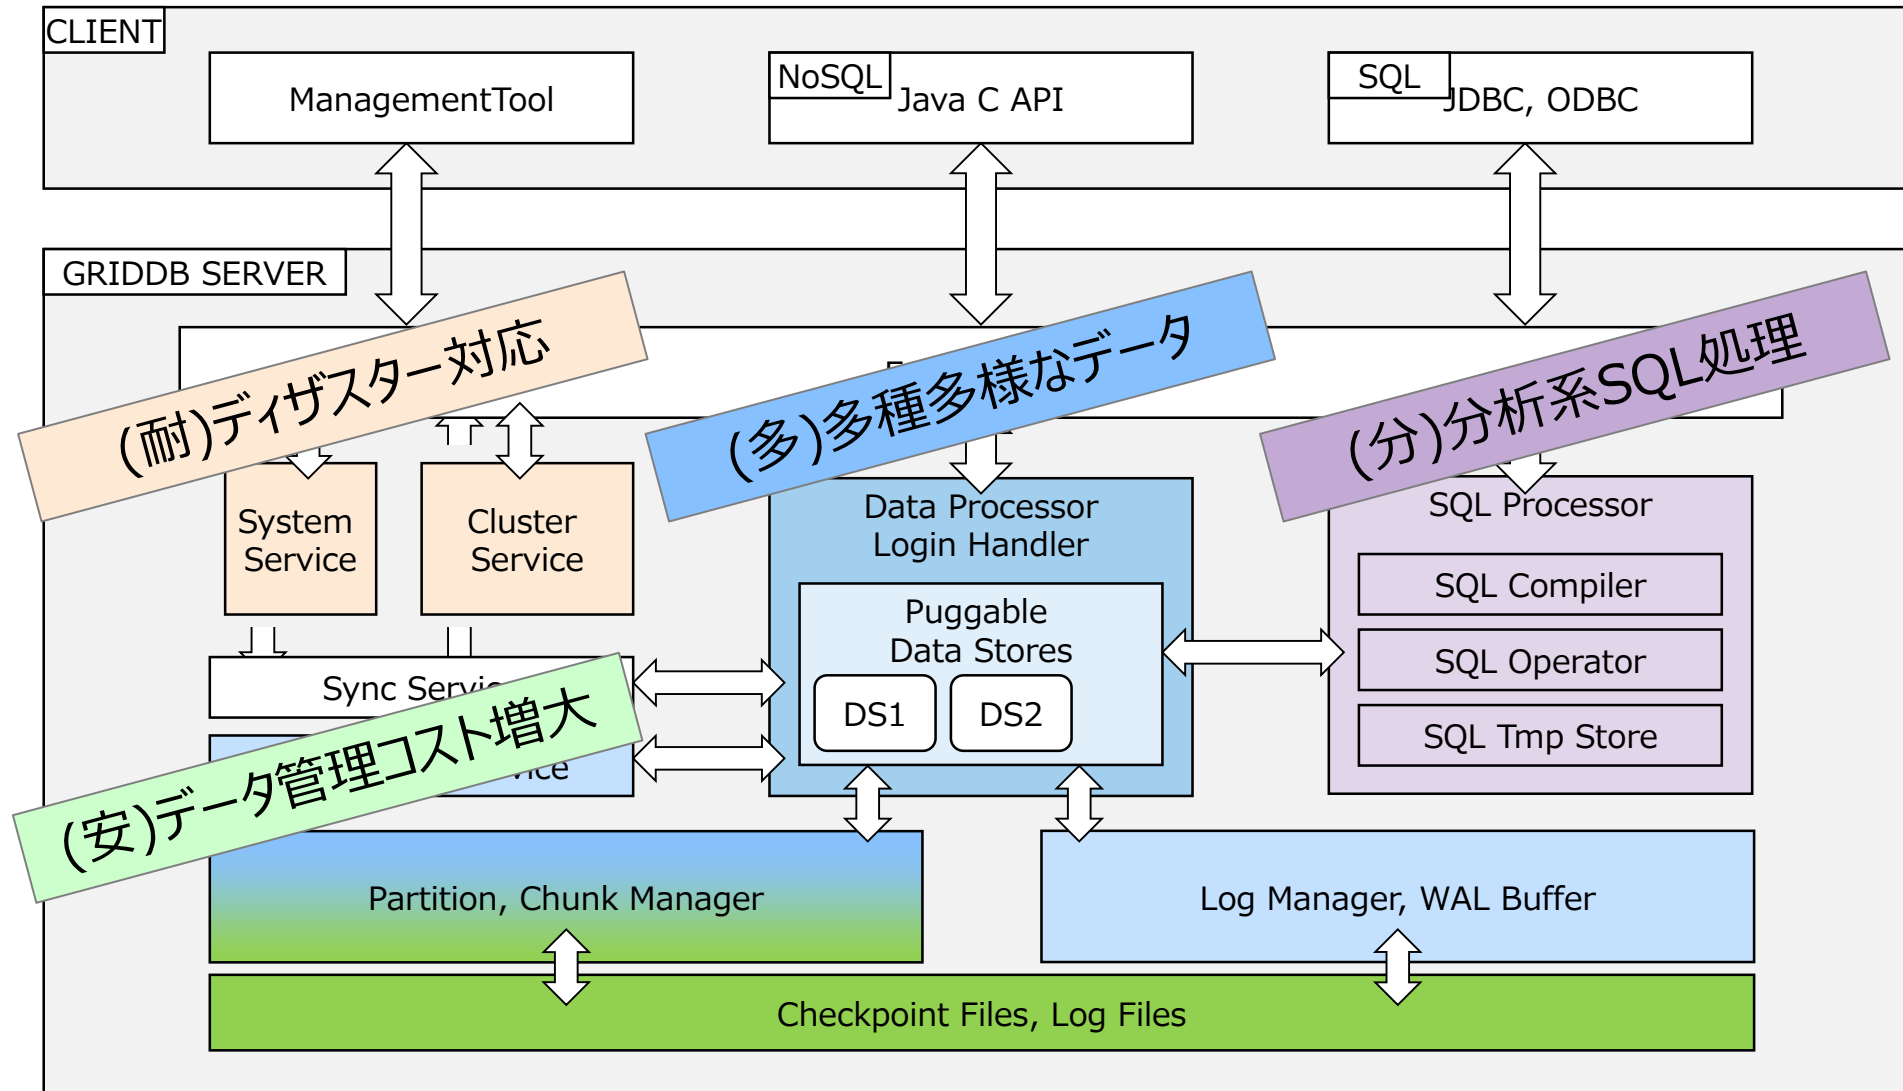 CLIENT
ManagementTool
NoSQL
Java C API
SQL
JDBC, ODBC
GRIDDB SERVER
(耐)ディザスター対応
(多)多種多様なデータ
(分)分析系SQL処理
System
Service
Cluster
Service
Data Processor
Login Handler
Puggable
Data Stores
DS1
DS2
SQL Processor
SQL Compiler
SQL Operator
SQL Tmp Store
Sync
(安)データ管理コスト増大
Partition, Chunk Manager
Log Manager, WAL Buffer
Checkpoint Files, Log Files